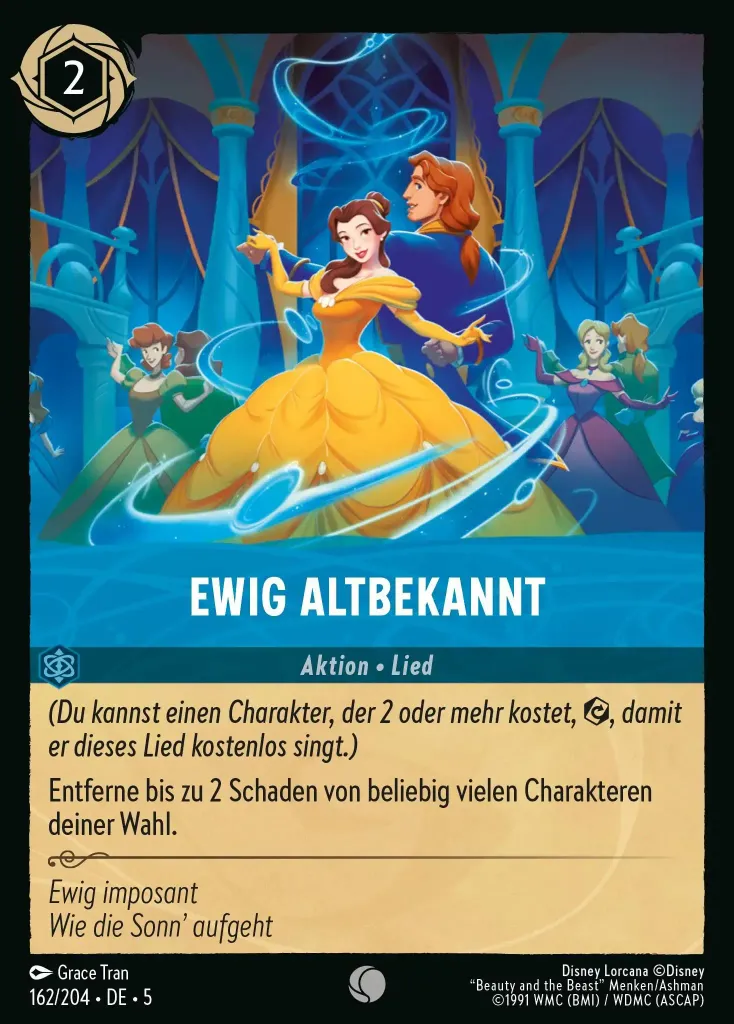 2
EWIG ALTBEKANNT
Aktion • Lied
(Du kannst einen Charakter, der 2 oder mehr kostet, , damit
er dieses Lied kostenlos singt.)
Entferne bis zu 2 Schaden von beliebig vielen Charakteren
deiner Wahl.
Ewig imposant
Wie die Sonn’ aufgeht
Grace Tran
162/204 • DE • 5
Disney Lorcana ©Disney
“Beauty and the Beast” Menken/Ashman
©1991 WMC (BMI) / WDMC (ASCAP)